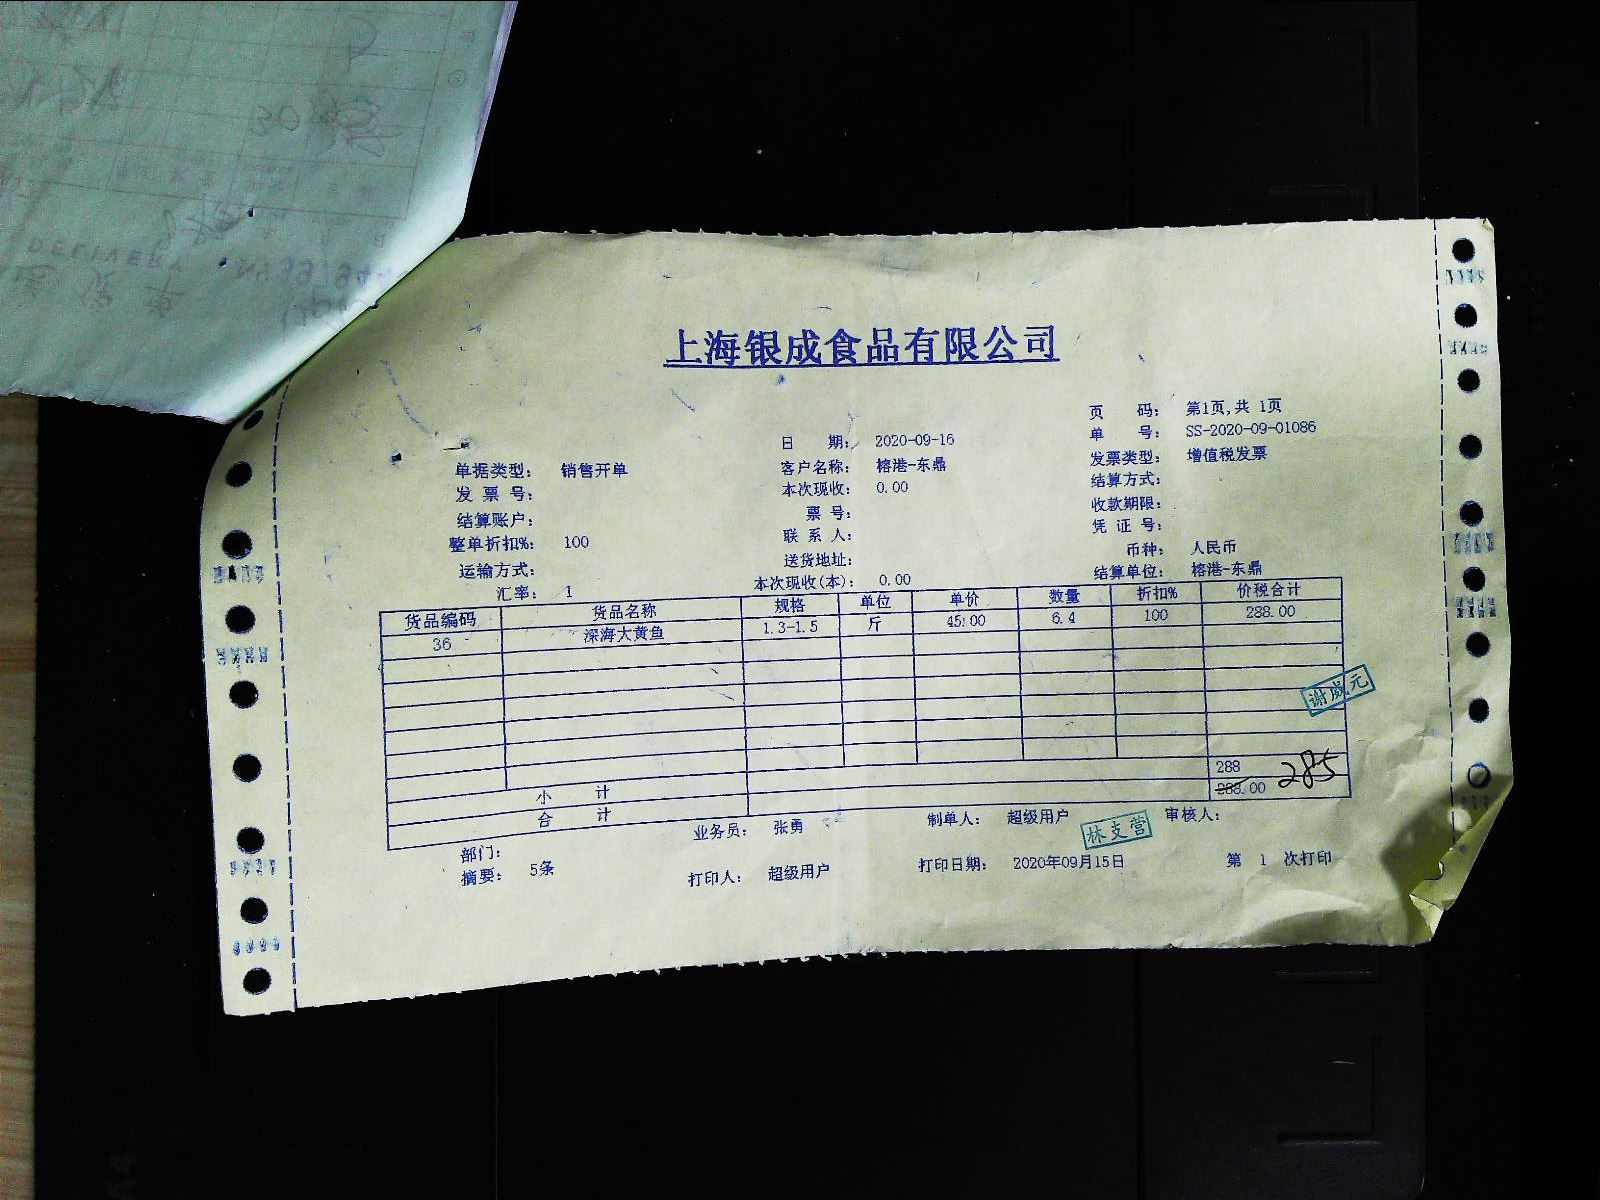 DELIVERY
上海银成食品有限公司
页 码: 第1页,共 1页
日 期: 2020-09-16 单 号: SS-2020-09-01086
单据类型: 销售开单 客户名称: 榕港-东鼎 发票类型: 增值税发票
发 票 号: 本次现收: 0.00 结算方式:
结算账户: 票 号: 收款期限:
整单折扣%: 100 联 系 人: 凭 证 号:
运输方式: 送货地址: 币种: 人民币
汇率: 1 本次现收(本): 0.00 结算单位: 榕港-东鼎
货品编码 货品名称 规格 单位 单价 数量 折扣% 价税合计
36 深海大黄鱼 1.3-1.5 斤 45.00 6.4 100 288.00
谢威元
小 计 288
合 计 288.00 285
部门: 业务员: 张勇 制单人: 超级用户 林支营 审核人:
摘要: 5条 打印人: 超级用户 打印日期: 2020年09月15日 第 1 次打印